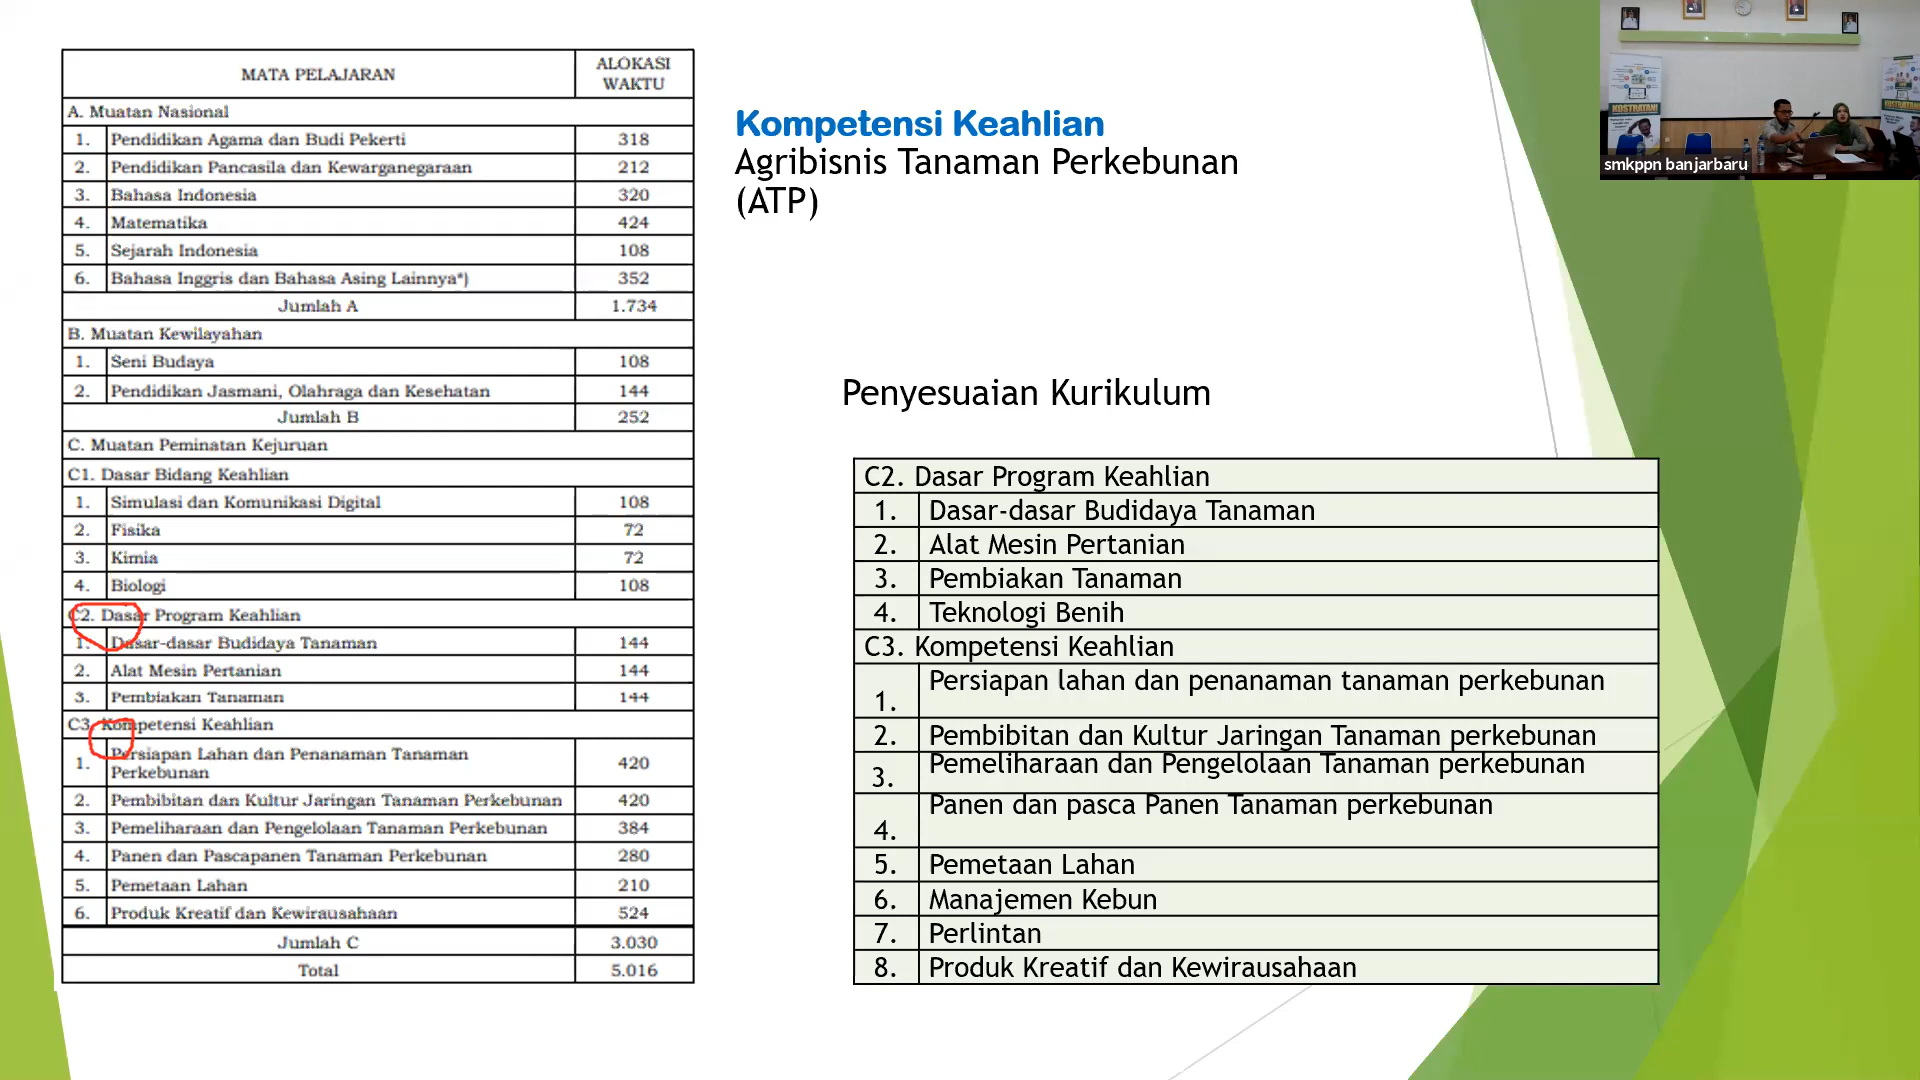 MATA PELAJARAN
ALOKASI
WAKTU
A. Muatan Nasional
1. Pendidikan Agama dan Budi Pekerti 318
2. Pendidikan Pancasila dan Kewarganegaraan 212
3. Bahasa Indonesia 320
4. Matematika 424
5. Sejarah Indonesia 108
6. Bahasa Inggris dan Bahasa Asing Lainnya*) 352
Jumlah A 1.734
B. Muatan Kewilayahan
1. Seni Budaya 108
2. Pendidikan Jasmani, Olahraga dan Kesehatan 144
Jumlah B 252
C. Muatan Peminatan Kejuruan
C1. Dasar Bidang Keahlian
1. Simulasi dan Komunikasi Digital 108
2. Fisika 72
3. Kimia 72
4. Biologi 108
C2. Dasar Program Keahlian
1. Dasar-dasar Budidaya Tanaman 144
2. Alat Mesin Pertanian 144
3. Pembiakan Tanaman 144
C3. Kompetensi Keahlian
1. Persiapan Lahan dan Penanaman Tanaman
Perkebunan 420
2. Pembibitan dan Kultur Jaringan Tanaman Perkebunan 420
3. Pemeliharaan dan Pengelolaan Tanaman Perkebunan 384
4. Panen dan Pascapanen Tanaman Perkebunan 280
5. Pemetaan Lahan 210
6. Produk Kreatif dan Kewirausahaan 524
Jumlah C 3.030
Total 5.016
Kompetensi Keahlian
Agribisnis Tanaman Perkebunan
(ATP)
Penyesuaian Kurikulum
C2. Dasar Program Keahlian
1. Dasar-dasar Budidaya Tanaman
2. Alat Mesin Pertanian
3. Pembiakan Tanaman
4. Teknologi Benih
C3. Kompetensi Keahlian
1. Persiapan lahan dan penanaman tanaman perkebunan
2. Pembibitan dan Kultur Jaringan Tanaman perkebunan
3. Pemeliharaan dan Pengelolaan Tanaman perkebunan
4. Panen dan pasca Panen Tanaman perkebunan
5. Pemetaan Lahan
6. Manajemen Kebun
7. Perlintan
8. Produk Kreatif dan Kewirausahaan
KOSTRATANI
KOSTRATANI
smkppn banjarbaru